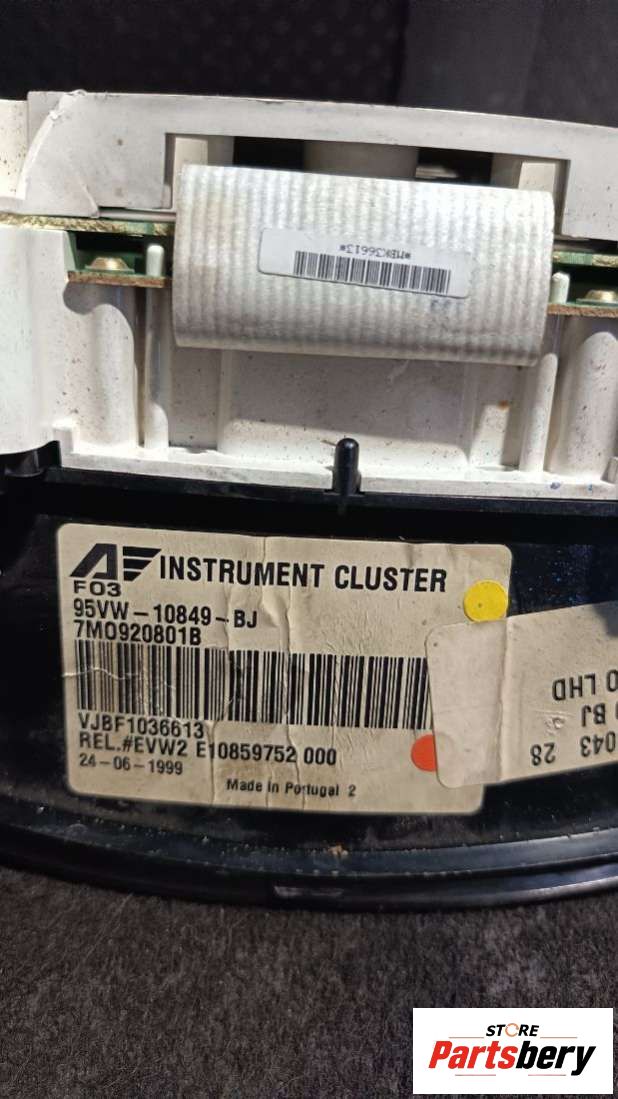 *MBK36613*
AF INSTRUMENT CLUSTER
F03
95VW-10849-BJ
7M0920801B
VJBF1036613
REL.#EVW2 E10859752 000
24-06-1999
Made in Portugal 2
LHD
BJ
043 28
STORE
Partsbery